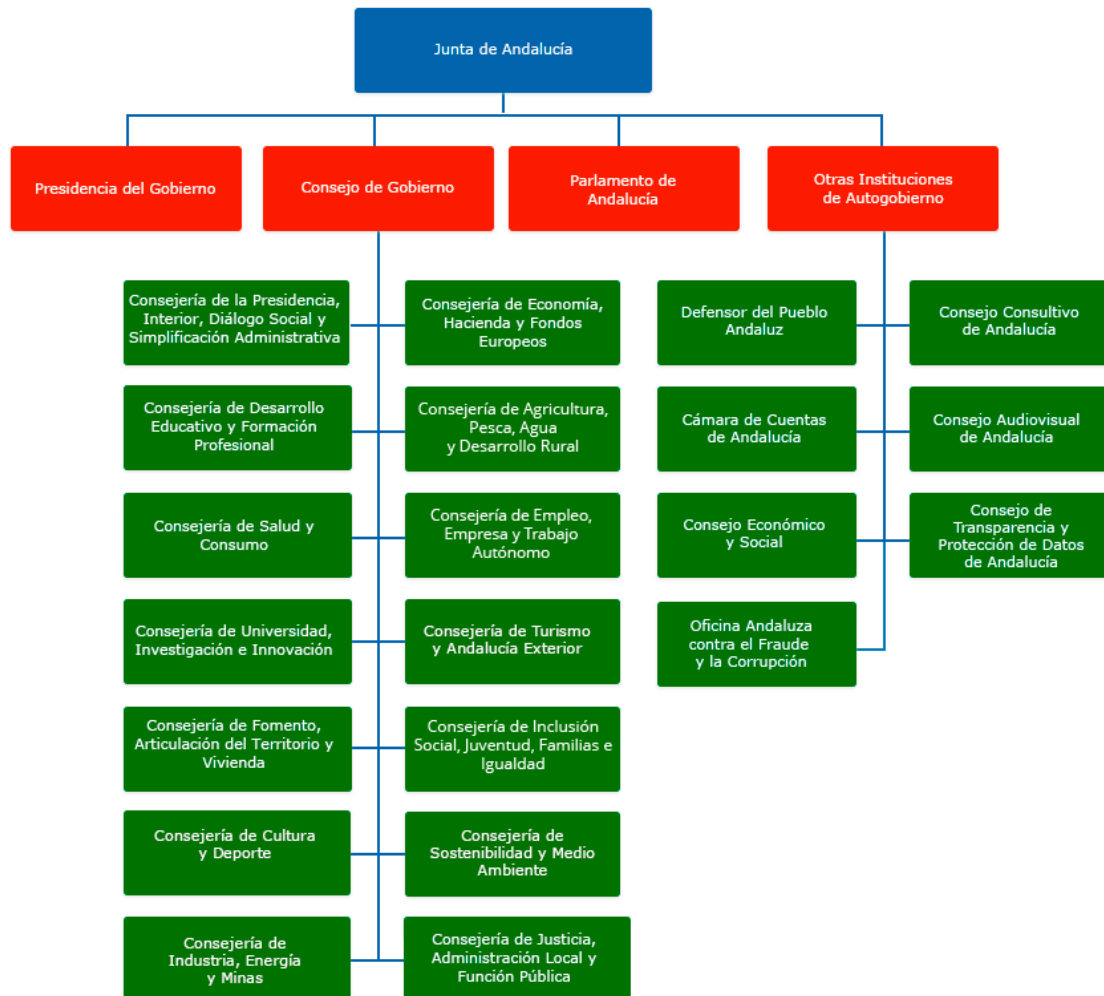 Junta de Andalucía
Presidencia del Gobierno
Consejo de Gobierno
Parlamento de
Andalucía
Otras Instituciones
de Autogobierno
Consejería de la Presidencia,
Interior, Diálogo Social y
Simplificación Administrativa
Consejería de Economía,
Hacienda y Fondos
Europeos
Defensor del Pueblo
Andaluz
Consejo Consultivo
de Andalucía
Consejería de Desarrollo
Educativo y Formación
Profesional
Consejería de Agricultura,
Pesca, Agua
y Desarrollo Rural
Cámara de Cuentas
de Andalucía
Consejo Audiovisual
de Andalucía
Consejería de Salud y
Consumo
Consejería de Empleo,
Empresa y Trabajo
Autónomo
Consejo Económico
y Social
Consejo de
Transparencia y
Protección de Datos
de Andalucía
Consejería de Universidad,
Investigación e Innovación
Consejería de Turismo
y Andalucía Exterior
Oficina Andaluza
contra el Fraude
y la Corrupción
Consejería de Fomento,
Articulación del Territorio y
Vivienda
Consejería de Inclusión
Social, Juventud, Familias e
Igualdad
Consejería de Cultura
y Deporte
Consejería de
Sostenibilidad y Medio
Ambiente
Consejería de
Industria, Energía
y Minas
Consejería de Justicia,
Administración Local y
Función Pública